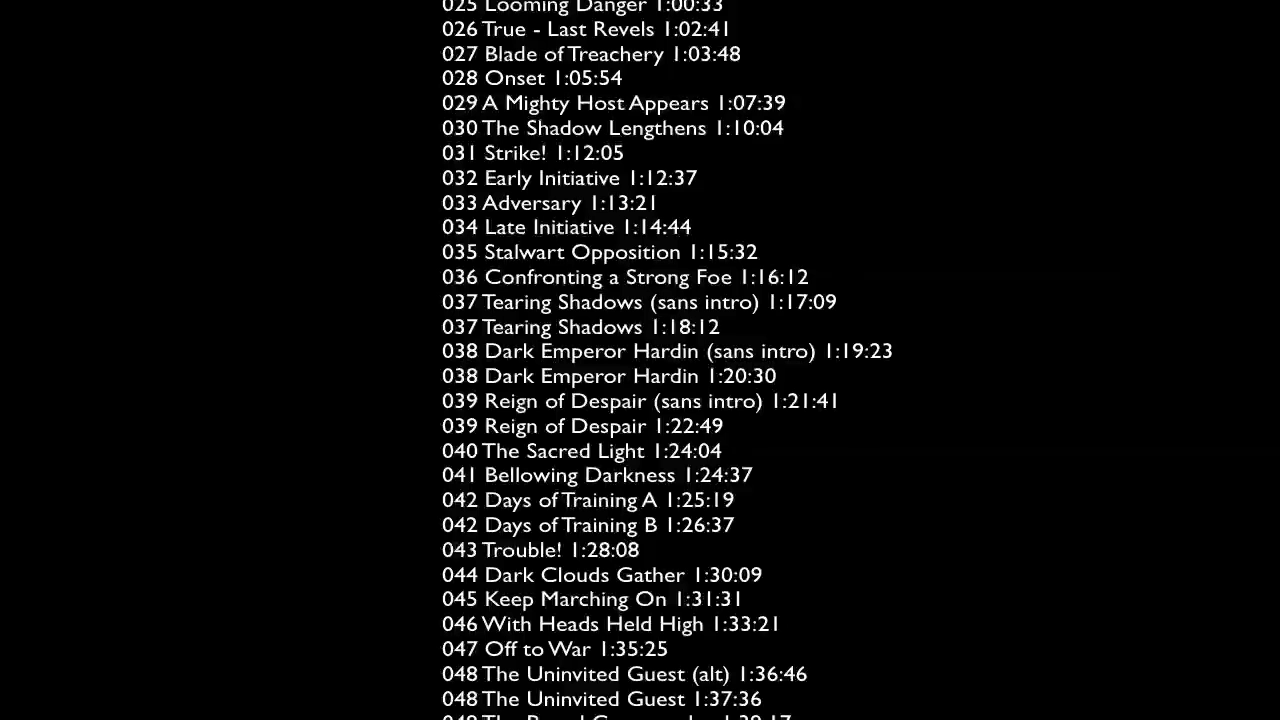 025 Looming Danger 1:00:33
026 True - Last Revels 1:02:41
027 Blade of Treachery 1:03:48
028 Onset 1:05:54
029 A Mighty Host Appears 1:07:39
030 The Shadow Lengthens 1:10:04
031 Strike! 1:12:05
032 Early Initiative 1:12:37
033 Adversary 1:13:21
034 Late Initiative 1:14:44
035 Stalwart Opposition 1:15:32
036 Confronting a Strong Foe 1:16:12
037 Tearing Shadows (sans intro) 1:17:09
037 Tearing Shadows 1:18:12
038 Dark Emperor Hardin (sans intro) 1:19:23
038 Dark Emperor Hardin 1:20:30
039 Reign of Despair (sans intro) 1:21:41
039 Reign of Despair 1:22:49
040 The Sacred Light 1:24:04
041 Bellowing Darkness 1:24:37
042 Days of Training A 1:25:19
042 Days of Training B 1:26:37
043 Trouble! 1:28:08
044 Dark Clouds Gather 1:30:09
045 Keep Marching On 1:31:31
046 With Heads Held High 1:33:21
047 Off to War 1:35:25
048 The Uninvited Guest (alt) 1:36:46
048 The Uninvited Guest 1:37:36